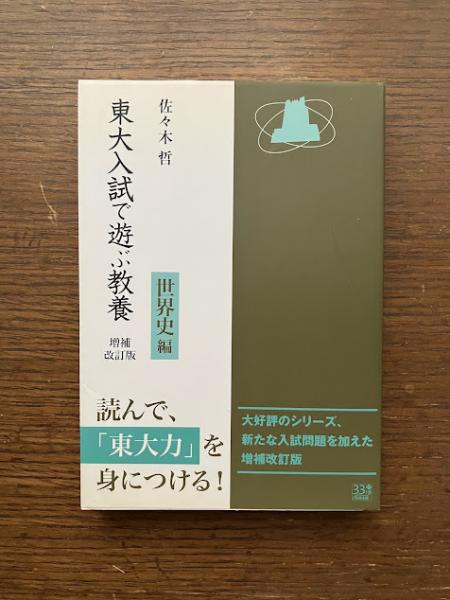 佐々木 哲
東大入試で遊ぶ教養
世界史編
増補
改訂版
読んで、
「東大力」を
身につける!
大好評のシリーズ、
新たな入試問題を加えた
増補改訂版
33